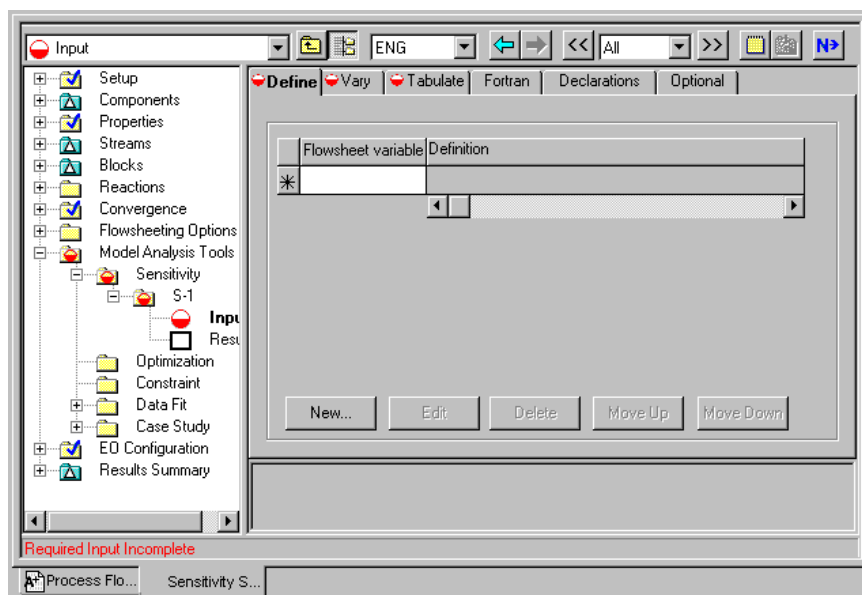 Input
ENG
<<
All
>>
N>
Define
Vary
Tabulate
Fortran
Declarations
Optional
Setup
Components
Properties
Streams
Blocks
Reactions
Convergence
Flowsheeting Options
Model Analysis Tools
Sensitivity
S-1
Inpu
Resu
Optimization
Constraint
Data Fit
Case Study
EO Configuration
Results Summary
Flowsheet variable Definition
New...
Edit
Delete
Move Up
Move Down
Required Input Incomplete
Process Flo...
Sensitivity S...